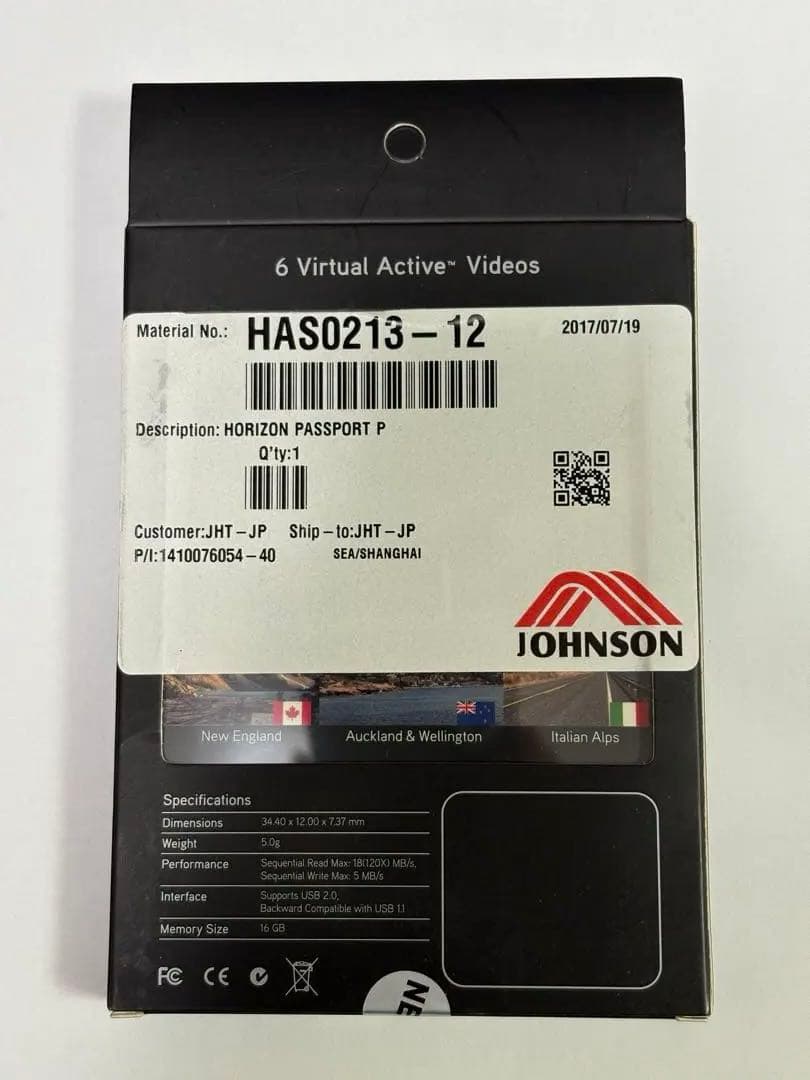 6 Virtual Active™ Videos
Material No.: HAS0213-12 2017/07/19
Description: HORIZON PASSPORT P
Q'ty:1
Customer:JHT-JP Ship-to:JHT-JP
P/I:1410076054-40 SEA/SHANGHAI
JOHNSON
New England Auckland & Wellington Italian Alps
Specifications
Dimensions 34.40 x 12.00 x 7.37 mm
Weight 5.0g
Performance Sequential Read Max: 18(120X) MB/s,
Sequential Write Max: 5 MB/s
Interface Supports USB 2.0,
Backward Compatible with USB 1.1
Memory Size 16 GB
FC CE